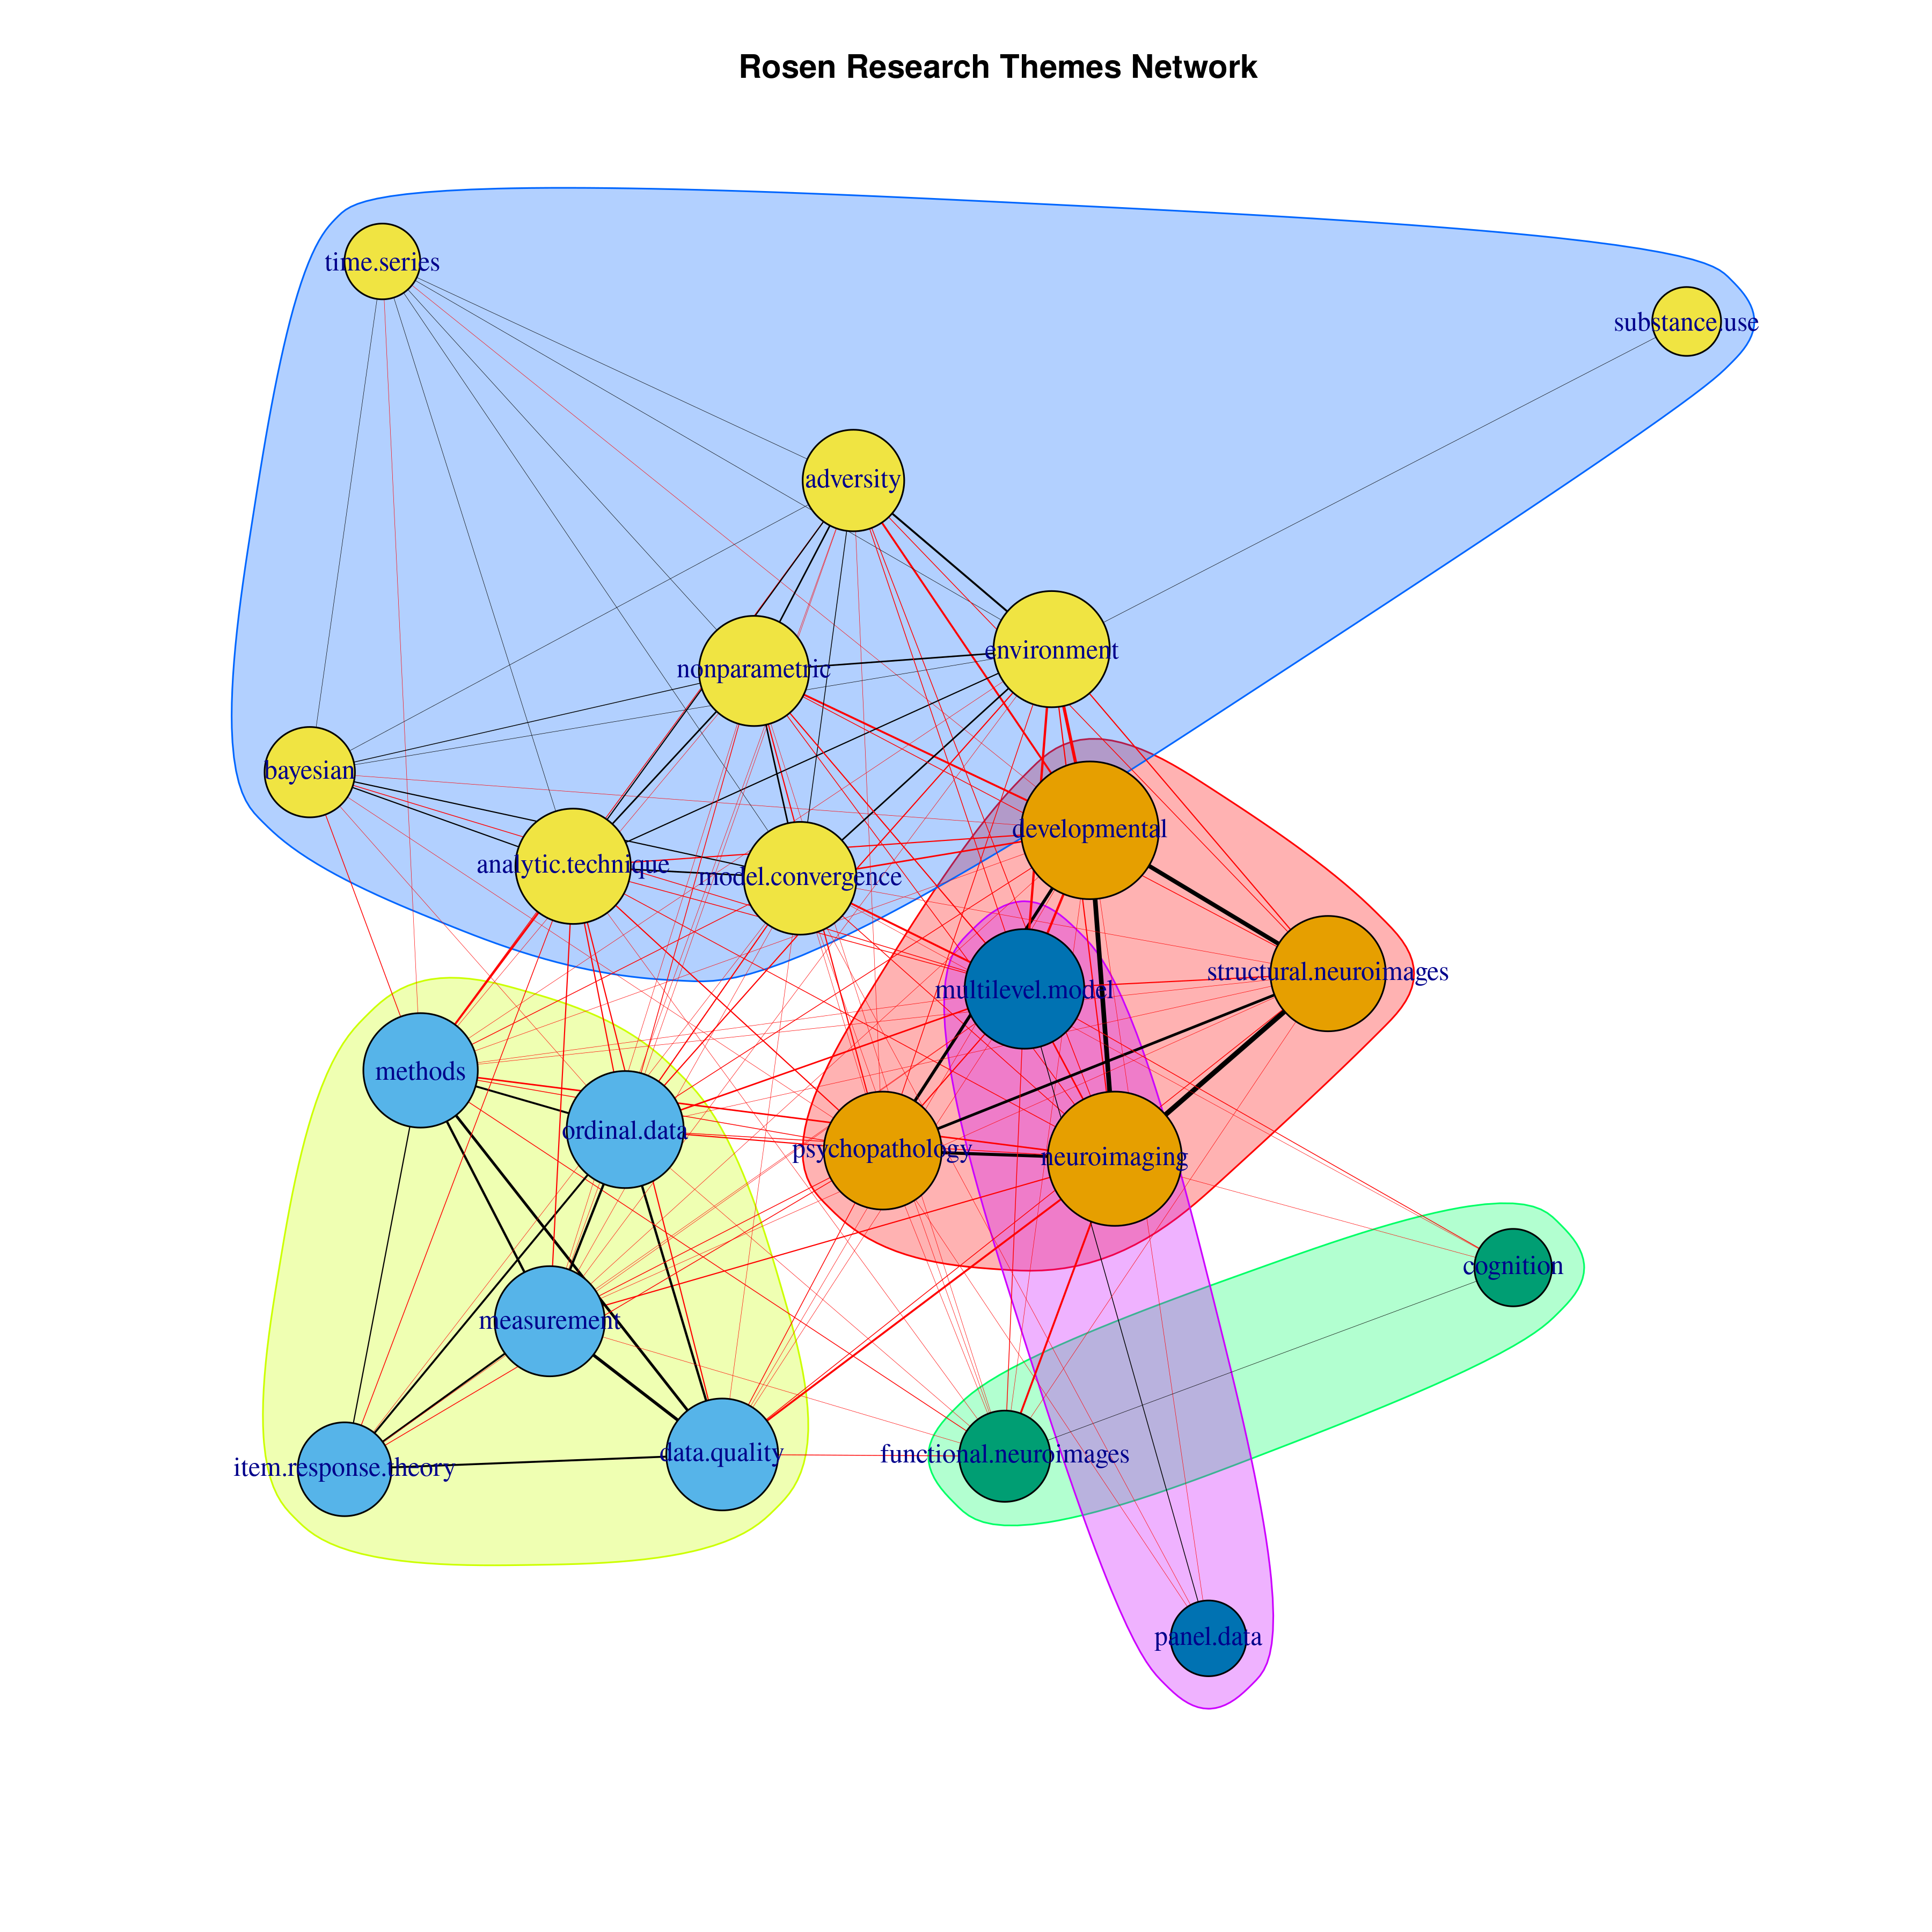 Rosen Research Themes Network
time.series
substance.use
adversity
environment
nonparametric
bayesian
developmental
analytic.technique
model.convergence
structural.neuroimages
multilevel.model
methods
ordinal.data
psychopathology
neuroimaging
cognition
measurement
data.quality
functional.neuroimages
item.response.theory
panel.data